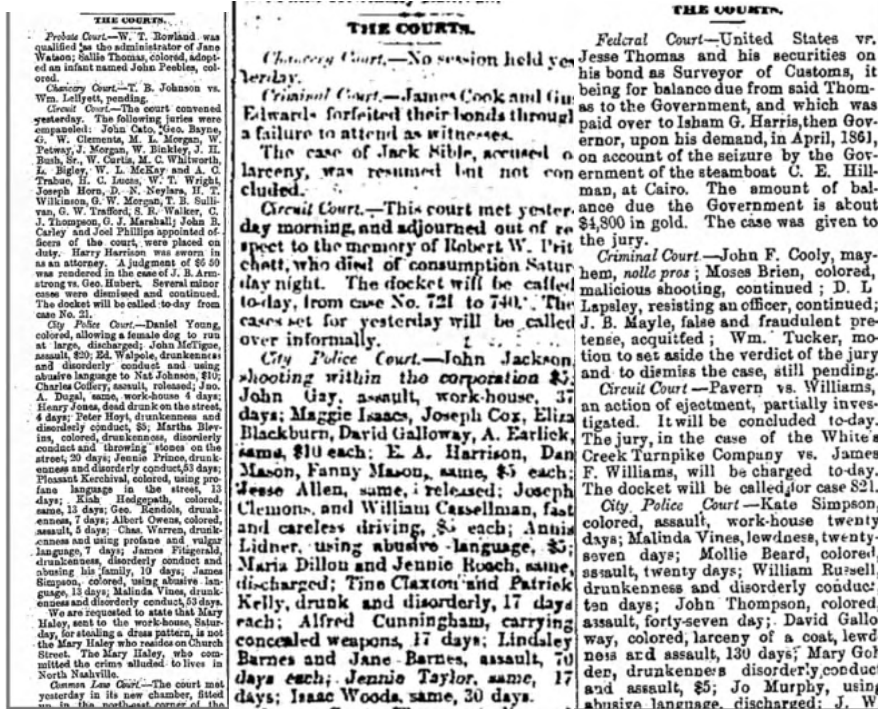 THE COURTS.
Probate Court.—W. T. Rowland was
qualified as the administrator of Jane
Watson; Sallie Thomas, colored, adopt-
ed an infant named John Peebles, col-
ored.
Chancery Court.—T. B. Johnson vs.
Wm. Lellyett, pending.
Circuit Court.—The court convened
yesterday. The following juries were
empaneled: John Cato, Geo. Bayne,
G. W. Clements, M. L. Morgan, W.
Petway, J. Morgan, W. Binkley, J. H.
Bush, Sr., W. Curtis, M. C. Whitworth,
L. Bigley, W. L. McKay and A. C.
Trabue, H. C. Lucas, W. T. Wright,
Joseph Horn, D. N. Neylara, H. T.
Wilkinson, G. W. Morgan, T. B. Sulli-
van, G. W. Trafford, S. R. Walker, C.
J. Thompson, G. J. Marshall; John B.
Carley and Joel Phillips appointed of-
ficers of the court, were placed on
duty. Harry Harrison was sworn in
as an attorney. A judgment of $6 50
was rendered in the case of J. B. Arm-
strong vs. Geo. Hubert. Several minor
cases were dismissed and continued.
The docket will be called to-day from
case No. 21.
City Police Court.—Daniel Young,
colored, allowing a female dog to run
at large, discharged; John McTigue,
assault, $20; Ed. Walpole, drunkenness
and disorderly conduct and using
abusive language to Nat Johnson, $10;
Charles Coffery, assault, released; Jno.
A. Dugal, same, work-house 4 days;
Henry Jones, dead drunk on the street,
4 days; Peter Hoyt, drunkenness and
disorderly conduct, $5; Martha Blev-
ins, colored, drunkenness, disorderly
conduct and throwing stones on the
street, 20 days; Jennie Prince, drunk-
enness and disorderly conduct, 53 days;
Pleasant Kerchival, colored, using pro-
fane language in the street, 13
days; Kiah Hedgepath, colored,
same, 13 days; Geo. Rendols, drunk-
enness, 7 days; Albert Owens, colored,
assault, 5 days; Chas. Warren, drunk-
enness and using profane and vulgar
language, 7 days; James Fitzgerald,
drunkenness, disorderly conduct and
abusing his family, 10 days; James
Simpson, colored, using abusive lan-
guage, 13 days; Malinda Vines, drunk-
enness and disorderly conduct, 53 days.
We are requested to state that Mary
Haley, sent to the work-house, Satur-
day, for stealing a dress pattern, is not
the Mary Haley who resides on Church
Street. The Mary Haley, who com-
mitted the crime alluded to lives in
North Nashville.
Common Law Court.—The court met
yesterday in its new chamber, fitted
up in the north-east corner of the
THE COURTS.
Chancery Court.—No session held yes
terday.
Criminal Court.—James Cook and Gus
Edwards forfeited their bonds through
a failure to attend as witnesses.
The case of Jack Sible, accused o
larceny, was resumed but not con
cluded.
Circuit Court.—This court met yester-
day morning, and adjourned out of re
spect to the memory of Robert W. Prit
chett, who died of consumption Satur
day night. The docket will be called
to-day, from case No. 721 to 740. The
cases set for yesterday will be called
over informally.
City Police Court.—John Jackson,
shooting within the corporation $5;
John Gay, assault, work-house, 37
days; Maggie Isaacs, Joseph Cox, Eliza
Blackburn, David Galloway, A. Earlick,
same, $10 each; E. A. Harrison, Dan
Mason, Fanny Mason, same, $5 each;
Jesse Allen, same, released; Joseph
Clemons, and William Cassellman, fast
and careless driving, $5 each; Annie
Lidner, using abusive language, $5;
Maria Dillon and Jennie Roach, same,
discharged; Tine Claxton and Patrick
Kelly, drunk and disorderly, 17 days
each; Alfred Cunningham, carrying
concealed weapons, 17 days; Lindsley
Barnes and Jane Barnes, assault, 70
days each; Jennie Taylor, same, 17
days; Isaac Woods, same, 30 days.
THE COURTS.
Federal Court—United States vs.
Jesse Thomas and his securities on
his bond as Surveyor of Customs, it
being for balance due from said Thom-
as to the Government, and which was
paid over to Isham G. Harris, then Gov-
ernor, upon his demand, in April, 1861,
on account of the seizure by the Gov-
ernment of the steamboat C. E. Hill-
man, at Cairo. The amount of bal-
ance due the Government is about
$4,800 in gold. The case was given to
the jury.
Criminal Court.—John F. Cooly, may-
hem, nolle pros; Moses Brien, colored,
malicious shooting, continued; D. L
Lapsley, resisting an officer, continued;
J. B. Mayle, false and fraudulent pre-
tense, acquitted; Wm. Tucker, mo-
tion to set aside the verdict of the jury
and to dismiss the case, still pending.
Circuit Court—Pavern vs. Williams,
an action of ejectment, partially inves-
tigated. It will be concluded to-day.
The jury, in the case of the White's
Creek Turnpike Company vs. James
F. Williams, will be charged to-day.
The docket will be called for case 821.
City Police Court—Kate Simpson,
colored, assault, work-house twenty
days; Malinda Vines, lewdness, twenty-
seven days; Mollie Beard, colored,
assault, twenty days; William Russell,
drunkenness and disorderly conduct
ten days; John Thompson, colored,
assault, forty-seven day; David Gallo
way, colored, larceny of a coat, lewd
ness and assault, 130 days; Mary Gol
den, drunkenness disorderly conduct
and assault, $5; Jo Murphy, using
abusive language, discharged; J. W